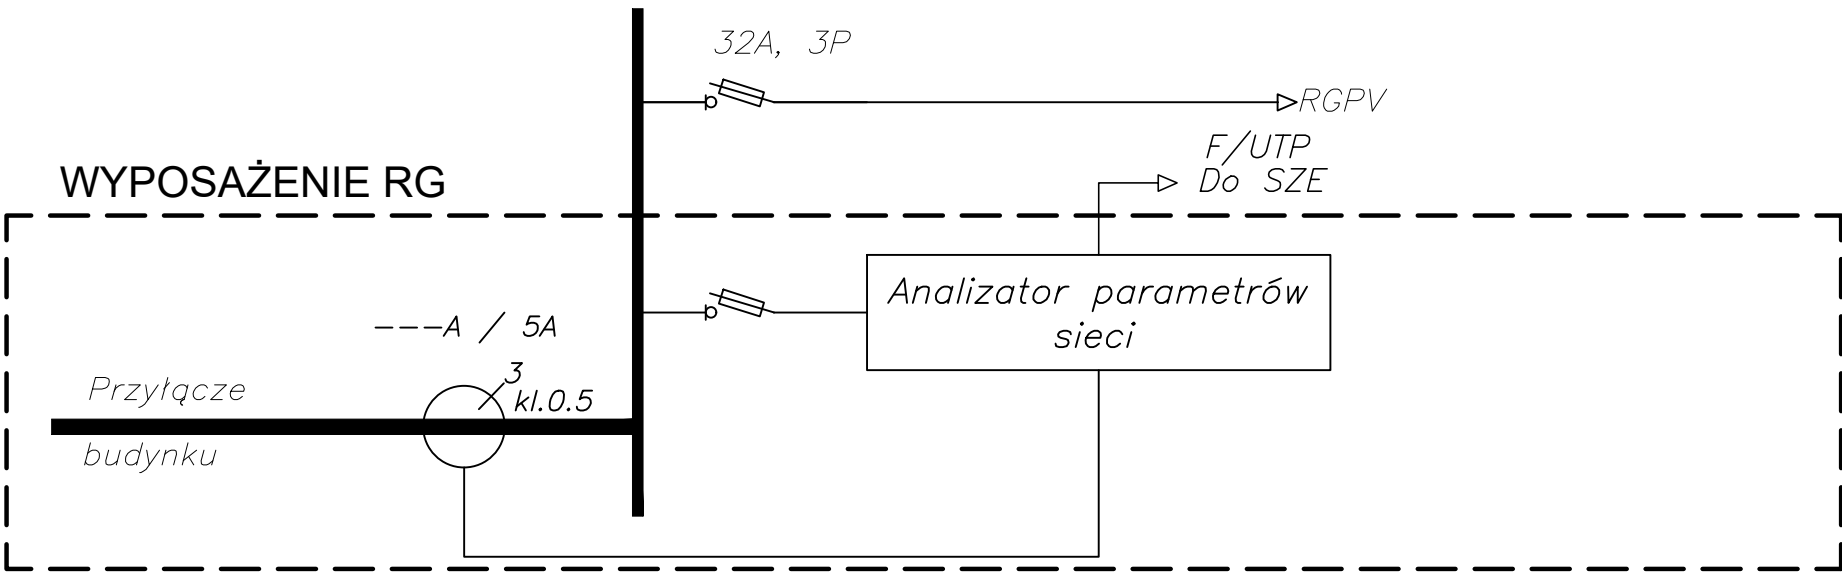 32A, 3P
RGPV
F/UTP
Do SZE
WYPOSAŻENIE RG
Analizator parametrów
sieci
----A / 5A
3
kl.0.5
Przyłącze
budynku